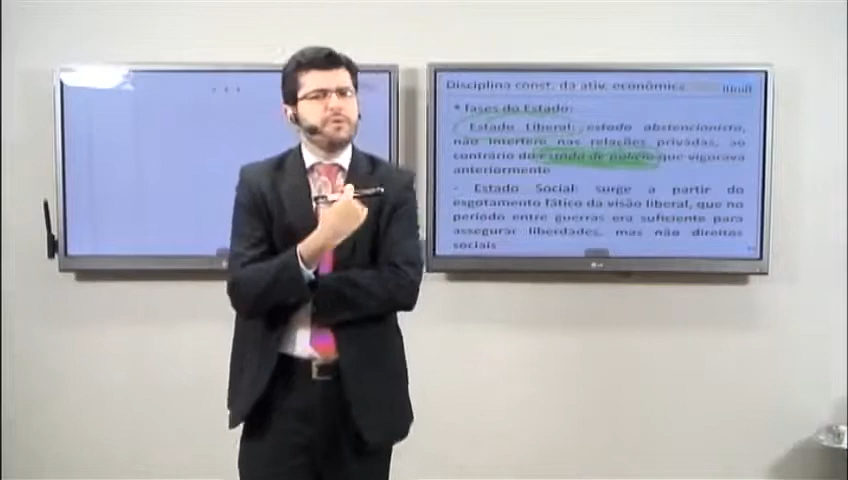 Disciplina const. da ativ. econômica
* fases do Estado:
- Estado Liberal: estado abstencionista,
não interfere nas relações privadas, ao
contrário do estado de polícia que vigorava
anteriormente
- Estado Social: surge a partir do
esgotamento fático da visão liberal, que no
período entre guerras era suficiente para
assegurar liberdades, mas não direitos
sociais
LG